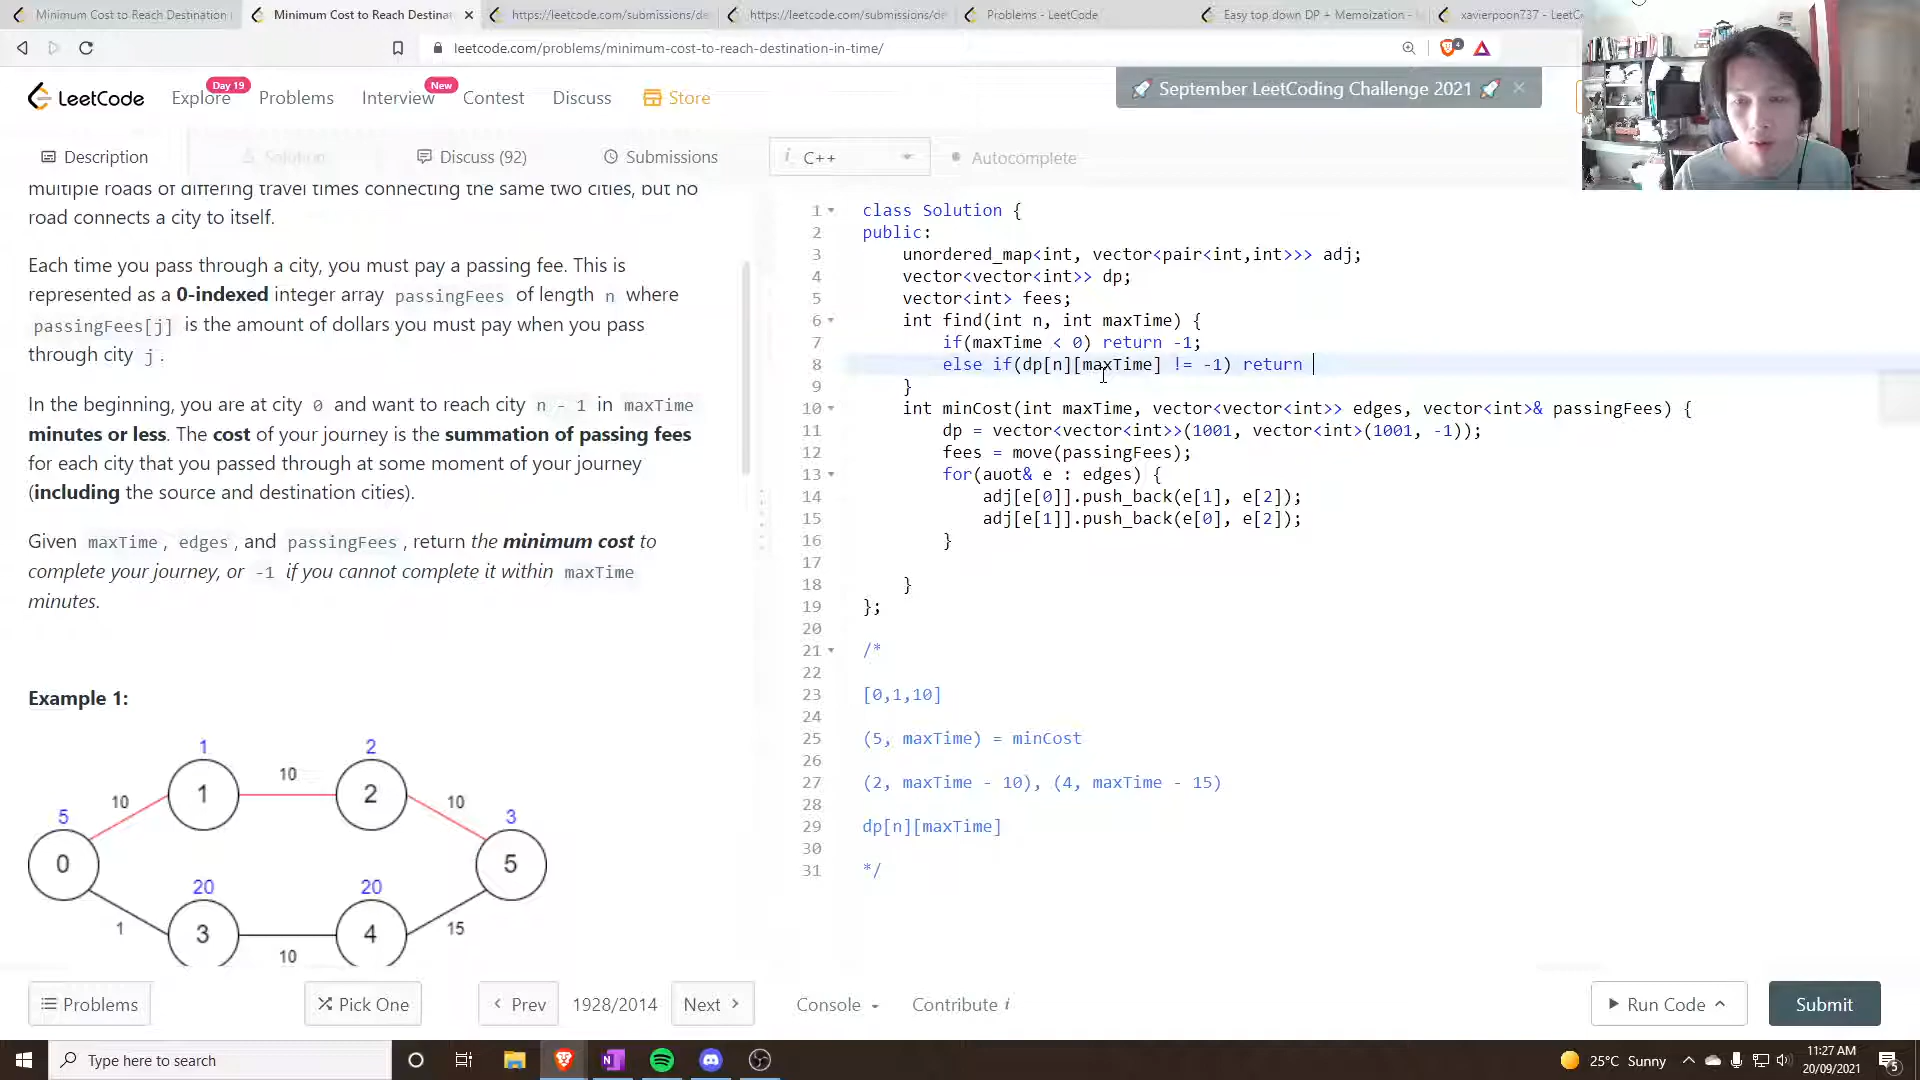 Minimum Cost to Reach Destination i
Minimum Cost to Reach Destinat ×
https://leetcode.com/submissions/de
https://leetcode.com/submissions/de
Problems - LeetCode
Easy top down DP + Memoization -
xavierpoon737 - LeetC
leetcode.com/problems/minimum-cost-to-reach-destination-in-time/
4
LeetCode
Explore
Day 19
Problems
Interview
New
Contest
Discuss
Store
September LeetCoding Challenge 2021
Description
Solution
Discuss (92)
Submissions
i C++
Autocomplete
multiple roads of differing travel times connecting the same two cities, but no
road connects a city to itself.
Each time you pass through a city, you must pay a passing fee. This is
represented as a 0-indexed integer array passingFees of length n where
passingFees[j] is the amount of dollars you must pay when you pass
through city j.
In the beginning, you are at city 0 and want to reach city n - 1 in maxTime
minutes or less. The cost of your journey is the summation of passing fees
for each city that you passed through at some moment of your journey
(including the source and destination cities).
Given maxTime, edges, and passingFees, return the minimum cost to
complete your journey, or -1 if you cannot complete it within maxTime
minutes.
Example 1:
1
2
10
10
10
5
3
1
2
0
5
20
20
1
15
3
4
10
1 class Solution {
2 public:
3 unordered_map<int, vector<pair<int,int>>> adj;
4 vector<vector<int>> dp;
5 vector<int> fees;
6 int find(int n, int maxTime) {
7 if(maxTime < 0) return -1;
8 else if(dp[n][maxTime] != -1) return
9 }
10 int minCost(int maxTime, vector<vector<int>> edges, vector<int>& passingFees) {
11 dp = vector<vector<int>>(1001, vector<int>(1001, -1));
12 fees = move(passingFees);
13 for(auot& e : edges) {
14 adj[e[0]].push_back(e[1], e[2]);
15 adj[e[1]].push_back(e[0], e[2]);
16 }
17
18 }
19 };
20
21 /*
22
23 [0,1,10]
24
25 (5, maxTime) = minCost
26
27 (2, maxTime - 10), (4, maxTime - 15)
28
29 dp[n][maxTime]
30
31 */
Problems
Pick One
Prev
1928/2014
Next
Console
Contribute i
Run Code
Submit
Type here to search
25°C Sunny
11:27 AM
20/09/2021
5